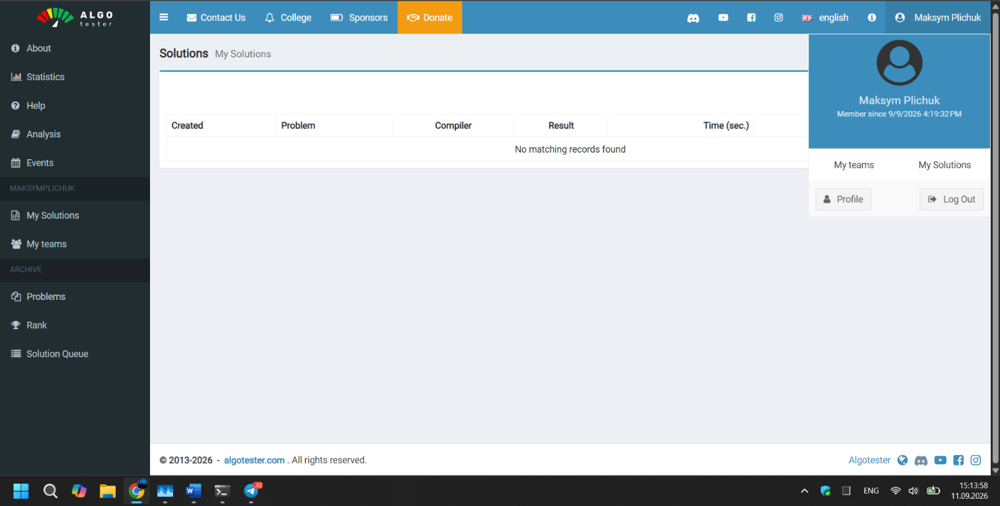 ALGO
tester
Contact Us College Sponsors Donate english Maksym Plichuk
About
Statistics
Help
Analysis
Events
MAKSYMPLICHUK
My Solutions
My teams
ARCHIVE
Problems
Rank
Solution Queue
Solutions My Solutions
Created Problem Compiler Result Time (sec.)
No matching records found
Maksym Plichuk
Member since 9/9/2026 4:19:32 PM
My teams My Solutions
Profile Log Out
© 2013-2026 - algotester.com . All rights reserved.
Algotester
W
.02
ENG
15:13:58
11.09.2026